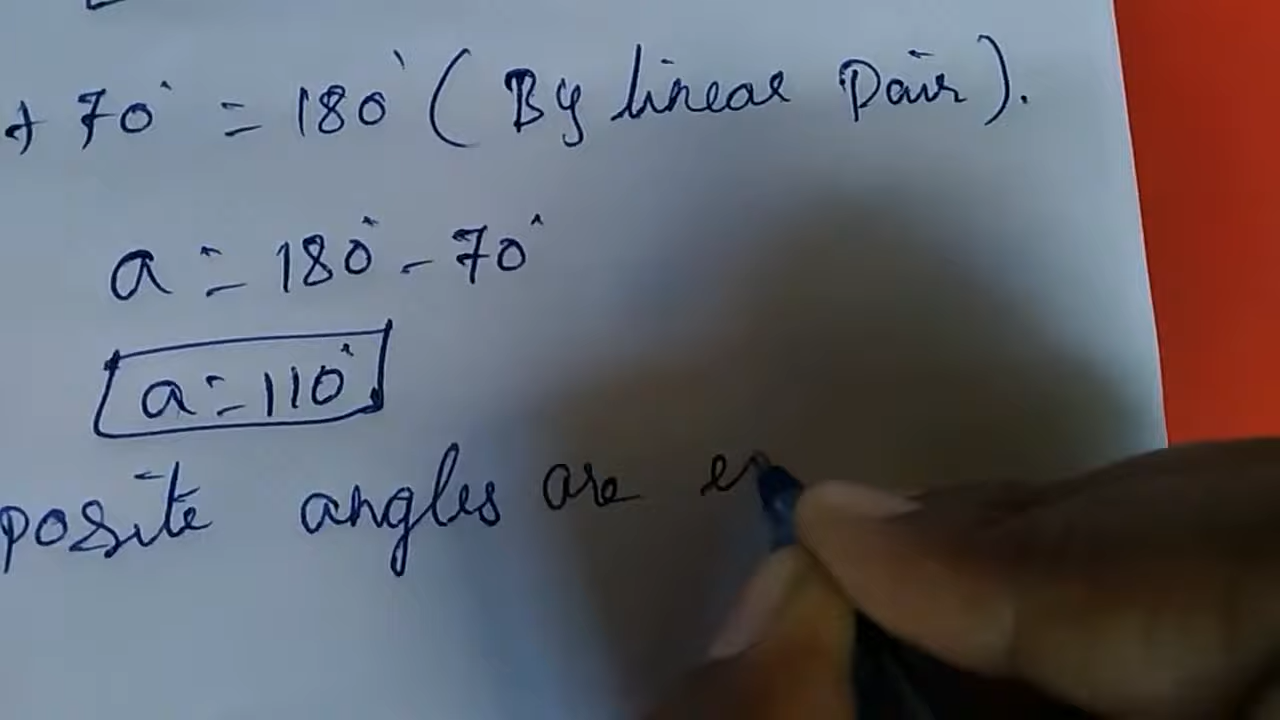 + 70° = 180° ( By linear Pair ).
a = 180° - 70°
a = 110°
posite angles are